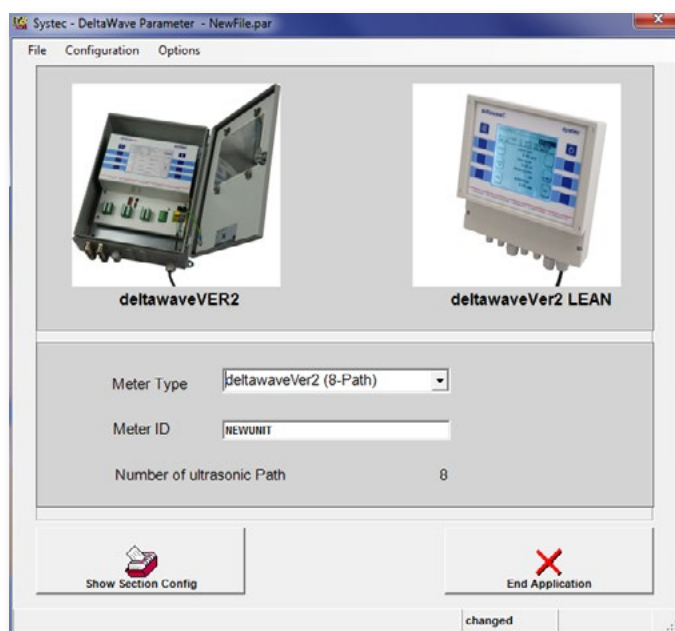 Systec - DeltaWave Parameter - NewFile.par
File Configuration Options
deltawaveVER2
deltawaveVer2 LEAN
Meter Type deltawaveVer2 (8-Path)
Meter ID NEWUNIT
Number of ultrasonic Path 8
Show Section Config
End Application
changed